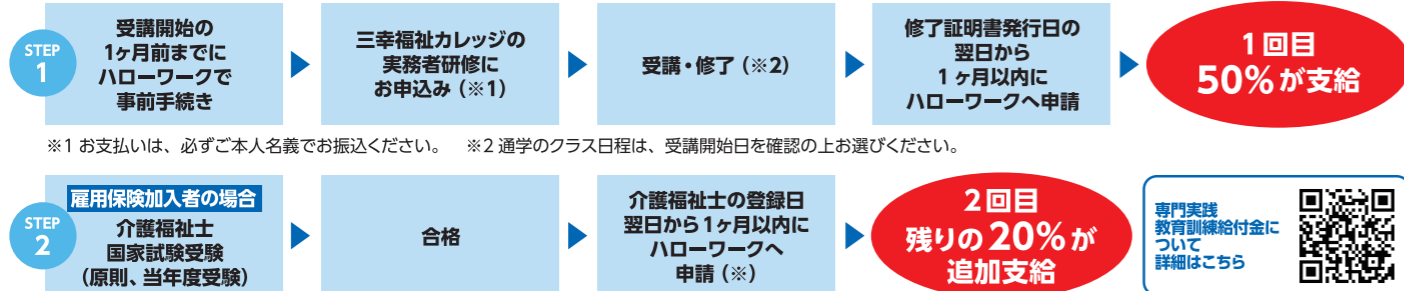 STEP
1
受講開始の
1ヶ月前までに
ハローワークで
事前手続き
三幸福祉カレッジの
実務者研修に
お申込み（※1）
受講・修了（※2）
修了証明書発行日の
翌日から
1ヶ月以内に
ハローワークへ申請
1回目
50%が支給
※1 お支払いは、必ずご本人名義でお振込ください。　※2 通学のクラス日程は、受講開始日を確認の上お選びください。
STEP
2
雇用保険加入者の場合
介護福祉士
国家試験受験
（原則、当年度受験）
合格
介護福祉士の登録日
翌日から1ヶ月以内に
ハローワークへ
申請（※）
2回目
残りの20%が
追加支給
専門実践
教育訓練給付金に
ついて
詳細はこちら